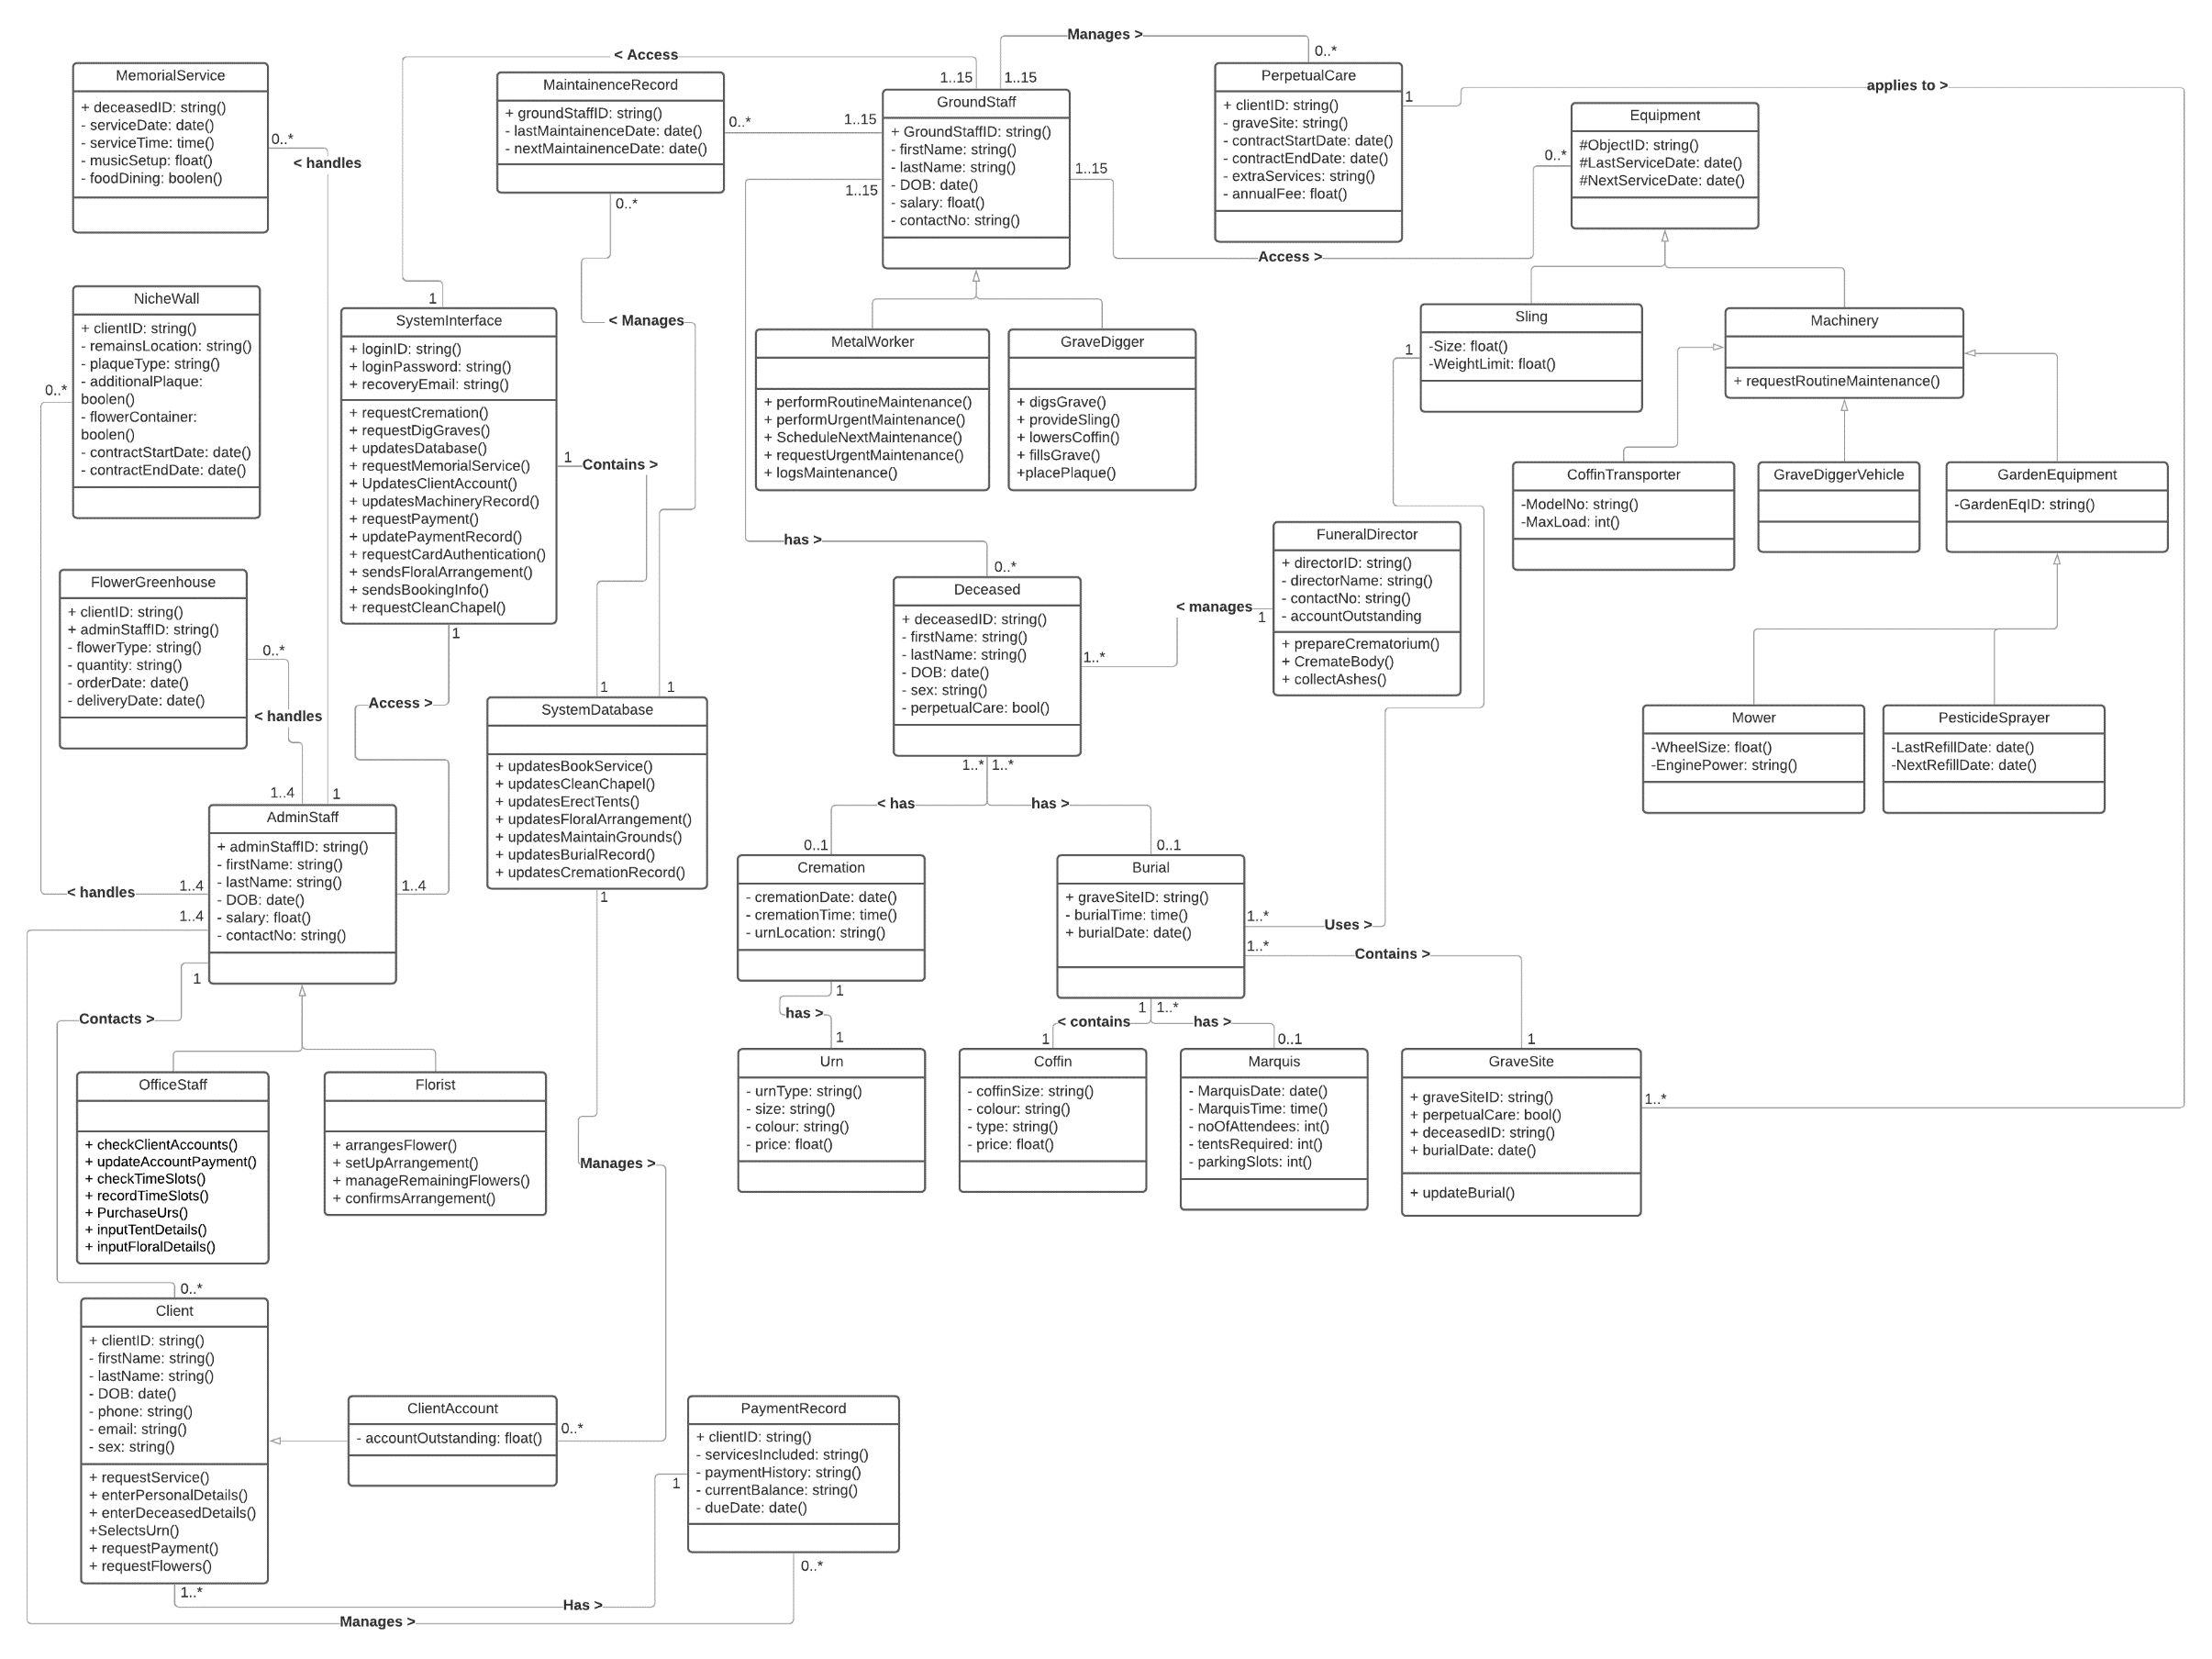 Manages >
0..*
< Access
1..15
1..15
MemorialService
+ deceasedID: string()
- serviceDate: date()
- serviceTime: time()
- musicSetup: float()
- foodDining: boolen()
0..*
< handles
MaintainenceRecord
+ groundStaffID: string()
- lastMaintainenceDate: date()
- nextMaintainenceDate: date()
0..*
1..15
0..*
GroundStaff
+ GroundStaffID: string()
- firstName: string()
- lastName: string()
- DOB: date()
- salary: float()
- contactNo: string()
1..15
1..15
PerpetualCare
+ clientID: string()
- graveSite: string()
- contractStartDate: date()
- contractEndDate: date()
- extraServices: string()
- annualFee: float()
1
applies to >
Equipment
#ObjectID: string()
#LastServiceDate: date()
#NextServiceDate: date()
0..*
Access >
NicheWall
+ clientID: string()
- remainsLocation: string()
- plaqueType: string()
- additionalPlaque:
boolen()
- flowerContainer:
boolen()
- contractStartDate: date()
- contractEndDate: date()
0..*
1
SystemInterface
+ loginID: string()
+ loginPassword: string()
+ recoveryEmail: string()
+ requestCremation()
+ requestDigGraves()
+ updatesDatabase()
+ requestMemorialService()
+ UpdatesClientAccount()
+ updatesMachineryRecord()
+ requestPayment()
+ updatePaymentRecord()
+ requestCardAuthentication()
+ sendsFloralArrangement()
+ sendsBookingInfo()
+ requestCleanChapel()
1
Contains >
< Manages
1
MetalWorker
+ performRoutineMaintenance()
+ performUrgentMaintenance()
+ ScheduleNextMaintenance()
+ requestUrgentMaintenance()
+ logsMaintenance()
GraveDigger
+ digsGrave()
+ provideSling()
+ lowersCoffin()
+ fillsGrave()
+placePlaque()
Sling
-Size: float()
-WeightLimit: float()
1
Machinery
+ requestRoutineMaintenance()
CoffinTransporter
-ModelNo: string()
-MaxLoad: int()
GraveDiggerVehicle
GardenEquipment
-GardenEqID: string()
has >
0..*
FlowerGreenhouse
+ clientID: string()
+ adminStaffID: string()
- flowerType: string()
- quantity: string()
- orderDate: date()
- deliveryDate: date()
0..*
< handles
Access >
1
1
SystemDatabase
+ updatesBookService()
+ updatesCleanChapel()
+ updatesErectTents()
+ updatesFloralArrangement()
+ updatesMaintainGrounds()
+ updatesBurialRecord()
+ updatesCremationRecord()
1
Deceased
+ deceasedID: string()
- firstName: string()
- lastName: string()
- DOB: date()
- sex: string()
- perpetualCare: bool()
1..*
1..* 1..*
< manages
1
FuneralDirector
+ directorID: string()
- directorName: string()
- contactNo: string()
- accountOutstanding
+ prepareCrematorium()
+ CremateBody()
+ collectAshes()
Mower
-WheelSize: float()
-EnginePower: string()
PesticideSprayer
-LastRefillDate: date()
-NextRefillDate: date()
1..4
1
AdminStaff
+ adminStaffID: string()
- firstName: string()
- lastName: string()
- DOB: date()
- salary: float()
- contactNo: string()
< handles
1..4
1..4
1..4
1
Contacts >
< has
has >
0..1
0..1
Cremation
- cremationDate: date()
- cremationTime: time()
- urnLocation: string()
1
has >
1
Burial
+ graveSiteID: string()
- burialTime: time()
+ burialDate: date()
1..*
Uses >
1..*
Contains >
1
1..*
< contains
has >
1
0..1
1
Urn
- urnType: string()
- size: string()
- colour: string()
- price: float()
Coffin
- coffinSize: string()
- colour: string()
- type: string()
- price: float()
Marquis
- MarquisDate: date()
- MarquisTime: time()
- noOfAttendees: int()
- tentsRequired: int()
- parkingSlots: int()
GraveSite
+ graveSiteID: string()
+ perpetualCare: bool()
+ deceasedID: string()
+ burialDate: date()
+ updateBurial()
1..*
OfficeStaff
+ checkClientAccounts()
+ updateAccountPayment()
+ checkTimeSlots()
+ recordTimeSlots()
+ PurchaseUrs()
+ inputTentDetails()
+ inputFloralDetails()
Florist
+ arrangesFlower()
+ setUpArrangement()
+ manageRemainingFlowers()
+ confirmsArrangement()
Manages >
0..*
Client
+ clientID: string()
- firstName: string()
- lastName: string()
- DOB: date()
- phone: string()
- email: string()
- sex: string()
+ requestService()
+ enterPersonalDetails()
+ enterDeceasedDetails()
+SelectsUrn()
+ requestPayment()
+ requestFlowers()
1..*
ClientAccount
- accountOutstanding: float()
0..*
PaymentRecord
+ clientID: string()
- servicesIncluded: string()
- paymentHistory: string()
- currentBalance: string()
- dueDate: date()
1
0..*
Has >
Manages >